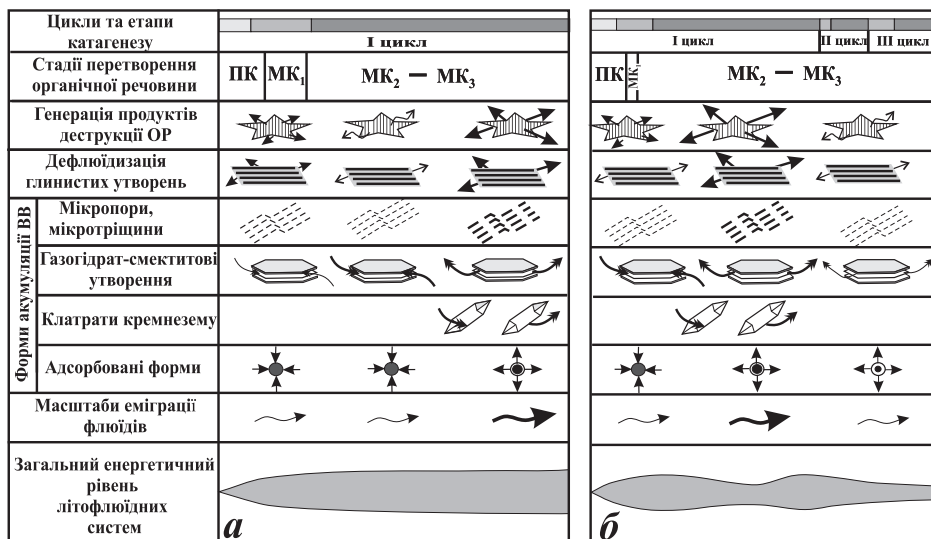 Цикли та етапи
катагенезу
I цикл
I цикл
II цикл
III цикл
Стадії перетворення
органічної речовини
ПК
МК1
МК2 – МК3
ПК
МК1
МК2 – МК3
Генерація продуктів
деструкції ОР
Дефлюїдизація
глинистих утворень
Форми акумуляції ВВ
Мікропори,
мікротріщини
Газогідрат-смектитові
утворення
Клатрати кремнезему
Адсорбовані форми
Масштаби еміграції
флюїдів
Загальний енергетичний
рівень
літофлюїдних
систем
а
б